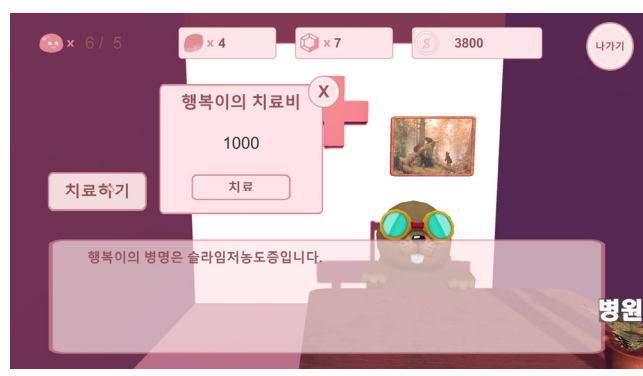 x 6 / 5
x 4
x 7
8 3800
나가기
행복이의 치료비
X
1000
치료
치료하기
행복이의 병명은 슬라임저농도증입니다.
병원